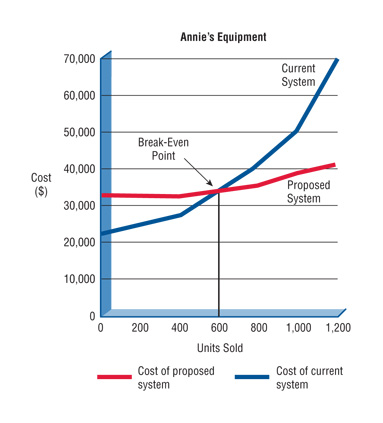 Annie's Equipment
70,000
60,000
50,000
40,000
30,000
20,000
10,000
0
Cost
($)
Current
System
Break-Even
Point
Proposed
System
0 200 400 600 800 1,000 1,200
Units Sold
Cost of proposed
system
Cost of current
system